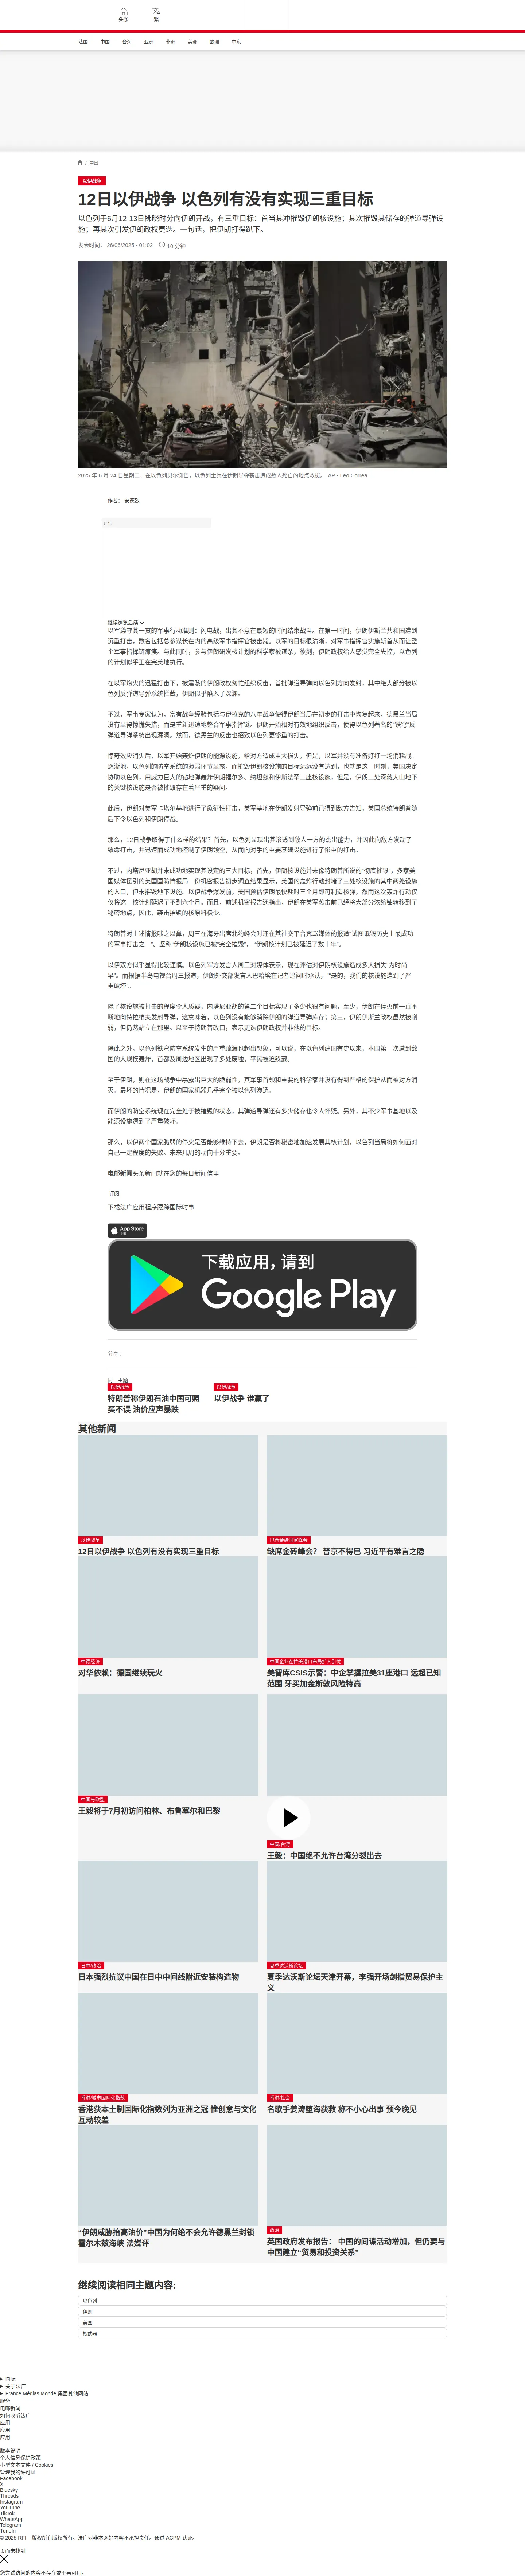 头条
繁
法国
中国
台海
亚洲
非洲
美洲
欧洲
中东
/ 法国
以伊战争
12日以伊战争 以色列有没有实现三重目标
以色列于6月12-13日拂晓时分向伊朗开战，有三重目标：首当其冲摧毁伊朗核设施；其次摧毁其储存的弹道导弹设
施；再其次引发伊朗政权更迭。一句话，把伊朗打得趴下。
发表时间： 26/06/2025 - 01:02
10 分钟
2025 年 6 月 24 日星期二，在以色列贝尔谢巴，以色列士兵在伊朗导弹袭击造成数人死亡的地点救援。 AP - Leo Correa
作者： 安德烈
广告
继续浏览后续
以军遵守其一贯的军事行动准则：闪电战，出其不意在最短的时间结束战斗。在第一时间，伊朗伊斯兰共和国遭到
沉重打击，数名包括总参谋长在内的高级军事指挥官被击毙。以军的目标很清晰，对军事指挥官实施斩首从而让整
个军事指挥链瘫痪。与此同时，参与伊朗研发核计划的科学家被谋杀，彼刻，伊朗政权给人感觉完全失控，以色列
的计划似乎正在完美地执行。
在以军炮火的迅猛打击下，被震骇的伊朗政权匆忙组织反击，首批弹道导弹向以色列方向发射，其中绝大部分被以
色列反弹道导弹系统拦截，伊朗似乎陷入了深渊。
不过，军事专家认为，富有战争经验包括与伊拉克的八年战争使得伊朗当局在初步的打击中恢复起来，德黑兰当局
没有显得惊慌失措，而是重新迅速地整合军事指挥链。伊朗开始相对有效地组织反击，使得以色列著名的“铁穹”反
弹道导弹系统出现漏洞。然而，德黑兰的反击也招致以色列更惨重的打击。
惊奇效应消失后，以军开始轰炸伊朗的能源设施，给对方造成重大损失，但是，以军并没有准备好打一场消耗战。
逐渐地，以色列的防空系统的薄弱环节显露，而摧毁伊朗核设施的目标远远没有达到，也就是这一时刻，美国决定
协助以色列，用威力巨大的钻地弹轰炸伊朗福尔多、纳坦兹和伊斯法罕三座核设施，但是，伊朗三处深藏大山地下
的关键核设施是否被摧毁存在着严重的疑问。
此后，伊朗对美军卡塔尔基地进行了象征性打击，美军基地在伊朗发射导弹前已得到敌方告知，美国总统特朗普随
后下令以色列和伊朗停战。
那么，12日战争取得了什么样的结果？首先，以色列显现出其渗透到敌人一方的杰出能力，并因此向敌方发动了
致命打击，并迅速而成功地控制了伊朗领空，从而向对手的重要基础设施进行了惨重的打击。
不过，内塔尼亚胡并未成功地实现其设定的三大目标，首先，伊朗核设施并未像特朗普所说的“彻底摧毁”，多家美
国媒体援引的美国国防情报局一份机密报告初步调查结果显示，美国的轰炸行动封堵了三处核设施的其中两处设施
的入口，但未摧毁地下设施。以伊战争爆发前，美国预估伊朗最快耗时三个月即可制造核弹，然而这次轰炸行动仅
仅将这一核计划延迟了不到六个月。而且，前述机密报告还指出，伊朗在美军袭击前已经将大部分浓缩铀转移到了
秘密地点，因此，袭击摧毁的核原料极少。
特朗普对上述情报嗤之以鼻，周三在海牙出席北约峰会时还在其社交平台咒骂媒体的报道“试图诋毁历史上最成功
的军事打击之一”。坚称“伊朗核设施已被“完全摧毁”，“伊朗核计划已被延迟了数十年”。
以伊双方似乎显得比较谨慎。以色列军方发言人周三对媒体表示，现在评估对伊朗核设施造成多大损失“为时尚
早”。而根据半岛电视台周三报道，伊朗外交部发言人巴哈埃在记者追问时承认，“”是的，我们的核设施遭到了严
重破坏”。
除了核设施被打击的程度令人质疑，内塔尼亚胡的第二个目标实现了多少也很有问题，至少，伊朗在停火前一直不
断地向特拉维夫发射导弹，这意味着，以色列没有能够消除伊朗的弹道导弹库存；第三，伊朗伊斯兰政权虽然被削
弱，但仍然站立在那里。以至于特朗普改口，表示更迭伊朗政权并非他的目标。
除此之外，以色列铁穹防空系统发生的严重疏漏也超出想象，可以说，在以色列建国有史以来，本国第一次遭到敌
国的大规模轰炸，首都及周边地区出现了多处废墟，平民被迫躲藏。
至于伊朗，则在这场战争中暴露出巨大的脆弱性，其军事首领和重要的科学家并没有得到严格的保护从而被对方消
灭。最坏的情况是，伊朗的国家机器几乎完全被以色列渗透。
而伊朗的防空系统现在完全处于被摧毁的状态，其弹道导弹还有多少储存也令人怀疑。另外，其不少军事基地以及
能源设施遭到了严重破坏。
那么，以伊两个国家脆弱的停火是否能够维持下去，伊朗是否将秘密地加速发展其核计划，以色列当局将如何面对
自己一定程度的失败。未来几周的动向十分重要。
电邮新闻头条新闻就在您的每日新闻信里
订阅
下载法广应用程序跟踪国际时事
App Store
下载
下载应用，请到
Google Play
分享 :
同一主题
以伊战争
特朗普称伊朗石油中国可照
买不误 油价应声暴跌
以伊战争
以伊战争 谁赢了
其他新闻
以伊战争
12日以伊战争 以色列有没有实现三重目标
巴西金砖国家峰会
缺席金砖峰会？ 普京不得已 习近平有难言之隐
中德经济
对华依赖：德国继续玩火
中国企业在拉美港口布局扩大引忧
美智库CSIS示警：中企掌握拉美31座港口 远超已知
范围 牙买加金斯敦风险特高
中国与欧盟
王毅将于7月初访问柏林、布鲁塞尔和巴黎
中国/台湾
王毅：中国绝不允许台湾分裂出去
日中/政治
日本强烈抗议中国在日中中间线附近安装构造物
夏季达沃斯论坛
夏季达沃斯论坛天津开幕，李强开场剑指贸易保护主
义
香港/城市国际化指数
香港获本土制国际化指数列为亚洲之冠 惟创意与文化
互动较差
香港/社会
名歌手姜涛堕海获救 称不小心出事 预今晚见
“伊朗威胁抬高油价”中国为何绝不会允许德黑兰封锁
霍尔木兹海峡 法媒评
政治
英国政府发布报告： 中国的间谍活动增加，但仍要与
中国建立“贸易和投资关系”
继续阅读相同主题内容:
以色列
伊朗
美国
核武器
国际
关于法广
France Médias Monde 集团其他网站
服务
电邮新闻
如何收听法广
应用
应用
应用
版本说明
个人信息保护政策
小型文本文件 / Cookies
管理我的许可证
Facebook
X
Bluesky
Threads
Instagram
YouTube
TikTok
WhatsApp
Telegram
TuneIn
© 2025 RFI – 版权所有版权所有。法广对非本网站内容不承担责任。通过 ACPM 认证。
页面未找到
您尝试访问的内容不存在或不再可用。